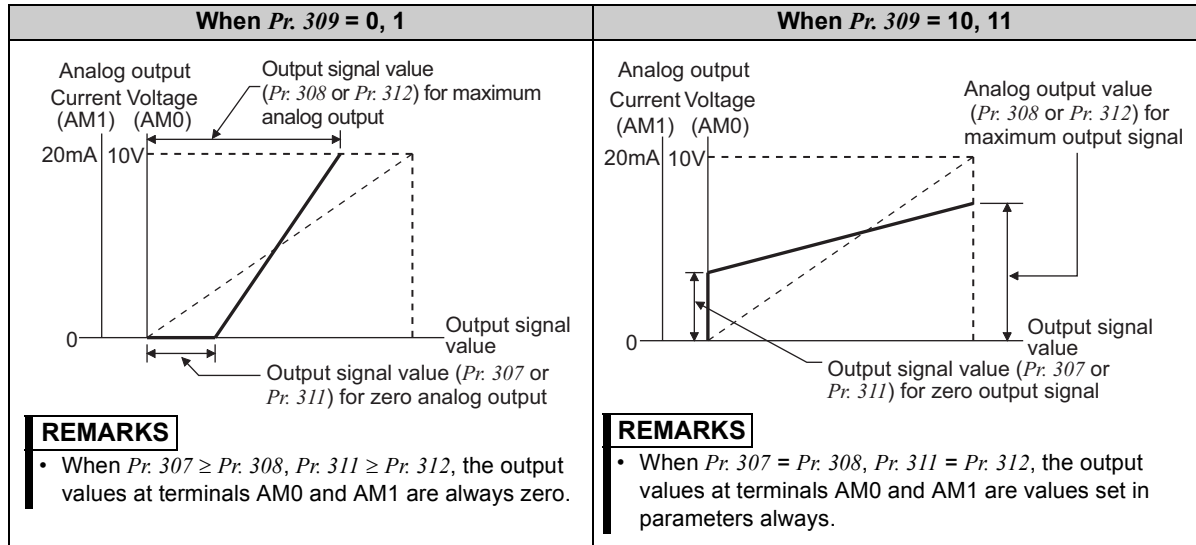 When Pr. 309 = 0, 1
Analog output
Current Voltage
(AM1) (AM0)
20mA 10V
0
Output signal value
(Pr. 308 or Pr. 312) for maximum
analog output
Output signal
value
Output signal value (Pr. 307 or
Pr. 311) for zero analog output
REMARKS
• When Pr. 307 ≥ Pr. 308, Pr. 311 ≥ Pr. 312, the output
values at terminals AM0 and AM1 are always zero.
When Pr. 309 = 10, 11
Analog output
Current Voltage
(AM1) (AM0)
20mA 10V
0
Analog output value
(Pr. 308 or Pr. 312) for
maximum output signal
Output signal
value
Output signal value (Pr. 307 or
Pr. 311) for zero output signal
REMARKS
• When Pr. 307 = Pr. 308, Pr. 311 = Pr. 312, the output
values at terminals AM0 and AM1 are values set in
parameters always.